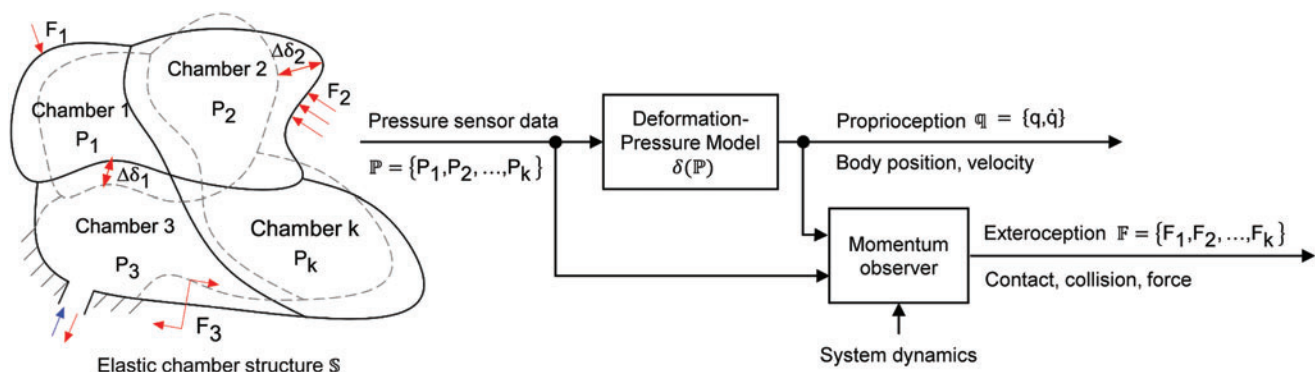 F₁
Chamber 1
P₁
Chamber 2
P₂
Δδ₂
F₂
Δδ₁
Chamber 3
P₃
Chamber k
Pₖ
F₃
Elastic chamber structure 𝕊
Pressure sensor data
ℙ = {P₁,P₂, ...,Pₖ}
Deformation-
Pressure Model
δ(ℙ)
Proprioception 𝕢 = {q,q̇}
Body position, velocity
Momentum
observer
Exteroception 𝔽 = {F₁,F₂, ...,Fₖ}
Contact, collision, force
System dynamics